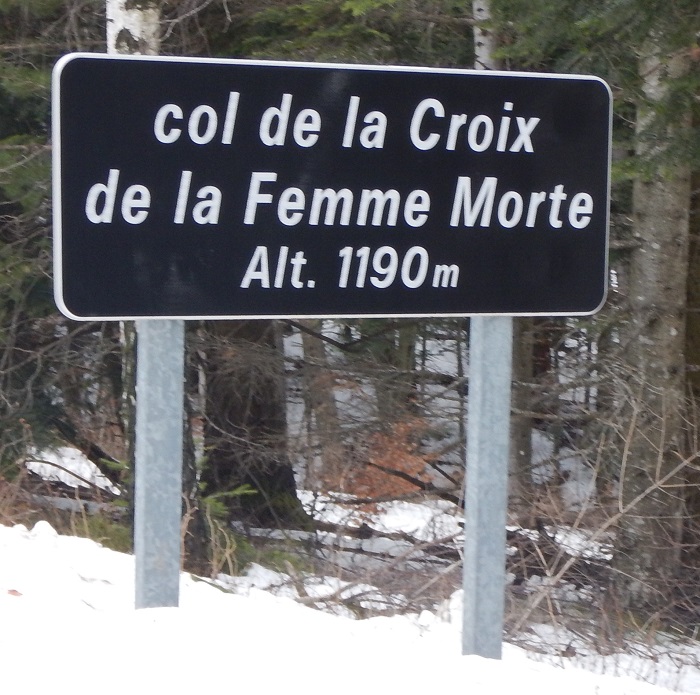 col de la Croix
de la Femme Morte
Alt. 1190m